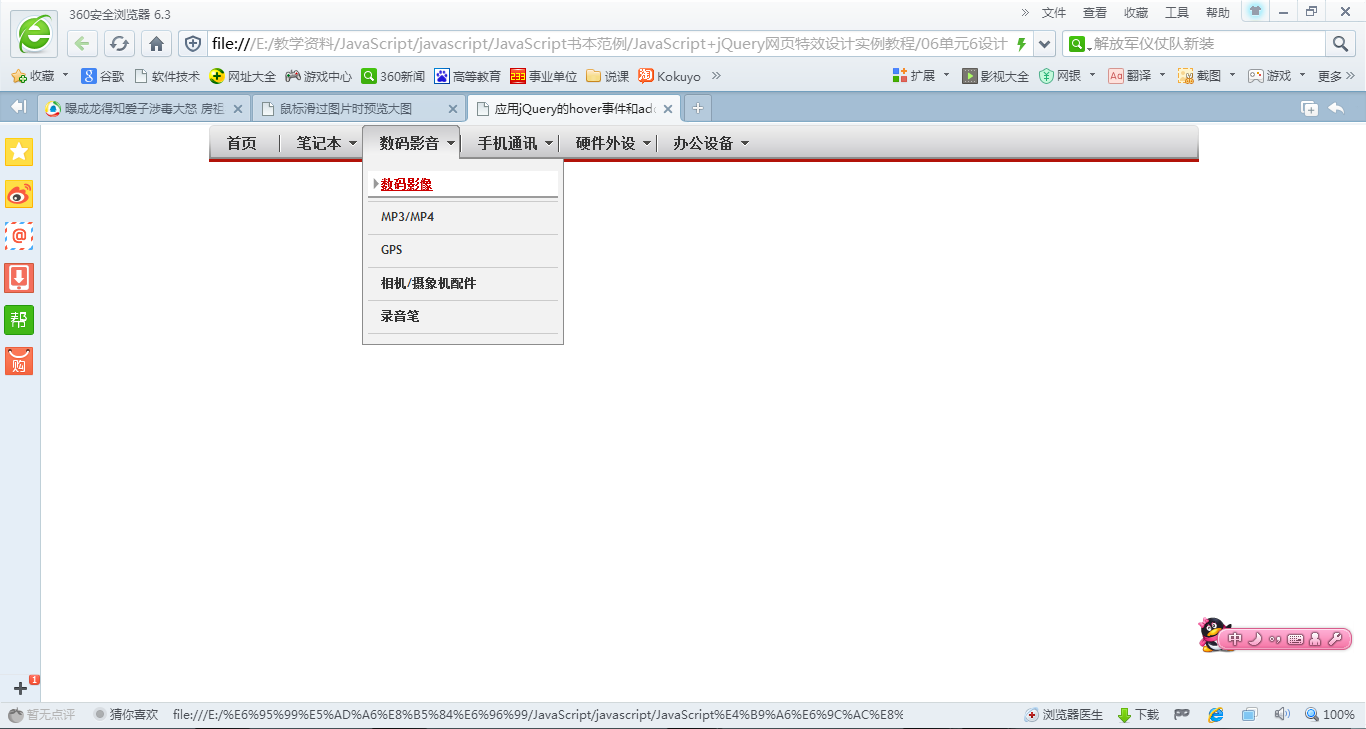 360安全浏览器 6.3
» 文件 查看 收藏 工具 帮助
file:///E:/教学资料/JavaScript/javascript/JavaScript书本范例/JavaScript+jQuery网页特效设计实例教程/06单元6设计
解放军仪仗队新装
收藏 谷歌 软件技术 网址大全 游戏中心 360新闻 高等教育 事业单位 说课 Kokuyo » 扩展 影视大全 网银 翻译 截图 游戏 更多 »
曝成龙得知爱子涉毒大怒 房祖 鼠标滑过图片时预览大图 应用jQuery的hover事件和add
首页 笔记本 数码影音 手机通讯 硬件外设 办公设备
数码影像
MP3/MP4
GPS
相机/摄象机配件
录音笔
@
帮
购
中
1
暂无点评 猜你喜欢 file:///E:/%E6%95%99%E5%AD%A6%E8%B5%84%E6%96%99/JavaScript/javascript/JavaScript%E4%B9%A6%E6%9C%AC%E8% 浏览器医生 下载 100%